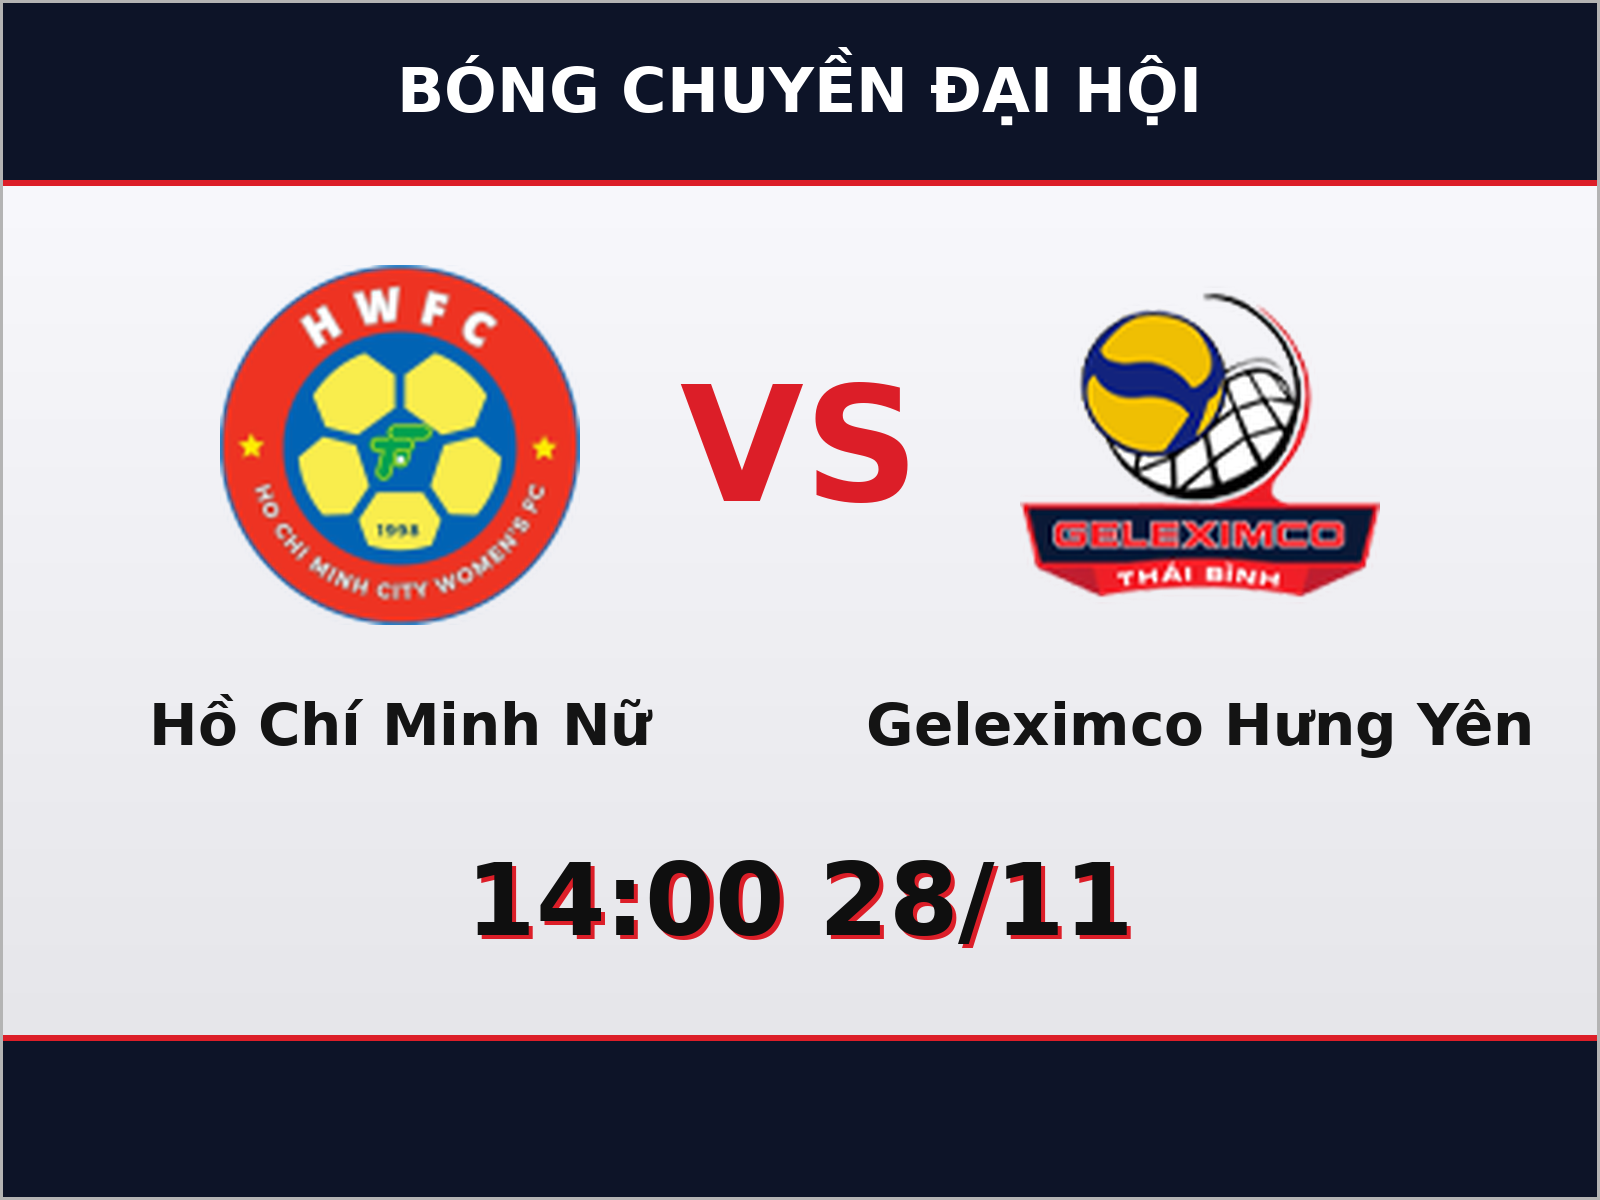 BÓNG CHUYỀN ĐẠI HỘI
HWFC
1998
HO CHI MINH CITY WOMEN'S FC
VS
GELEXIMCO
THÁI BÌNH
Hồ Chí Minh Nữ
Geleximco Hưng Yên
14:00 28/11